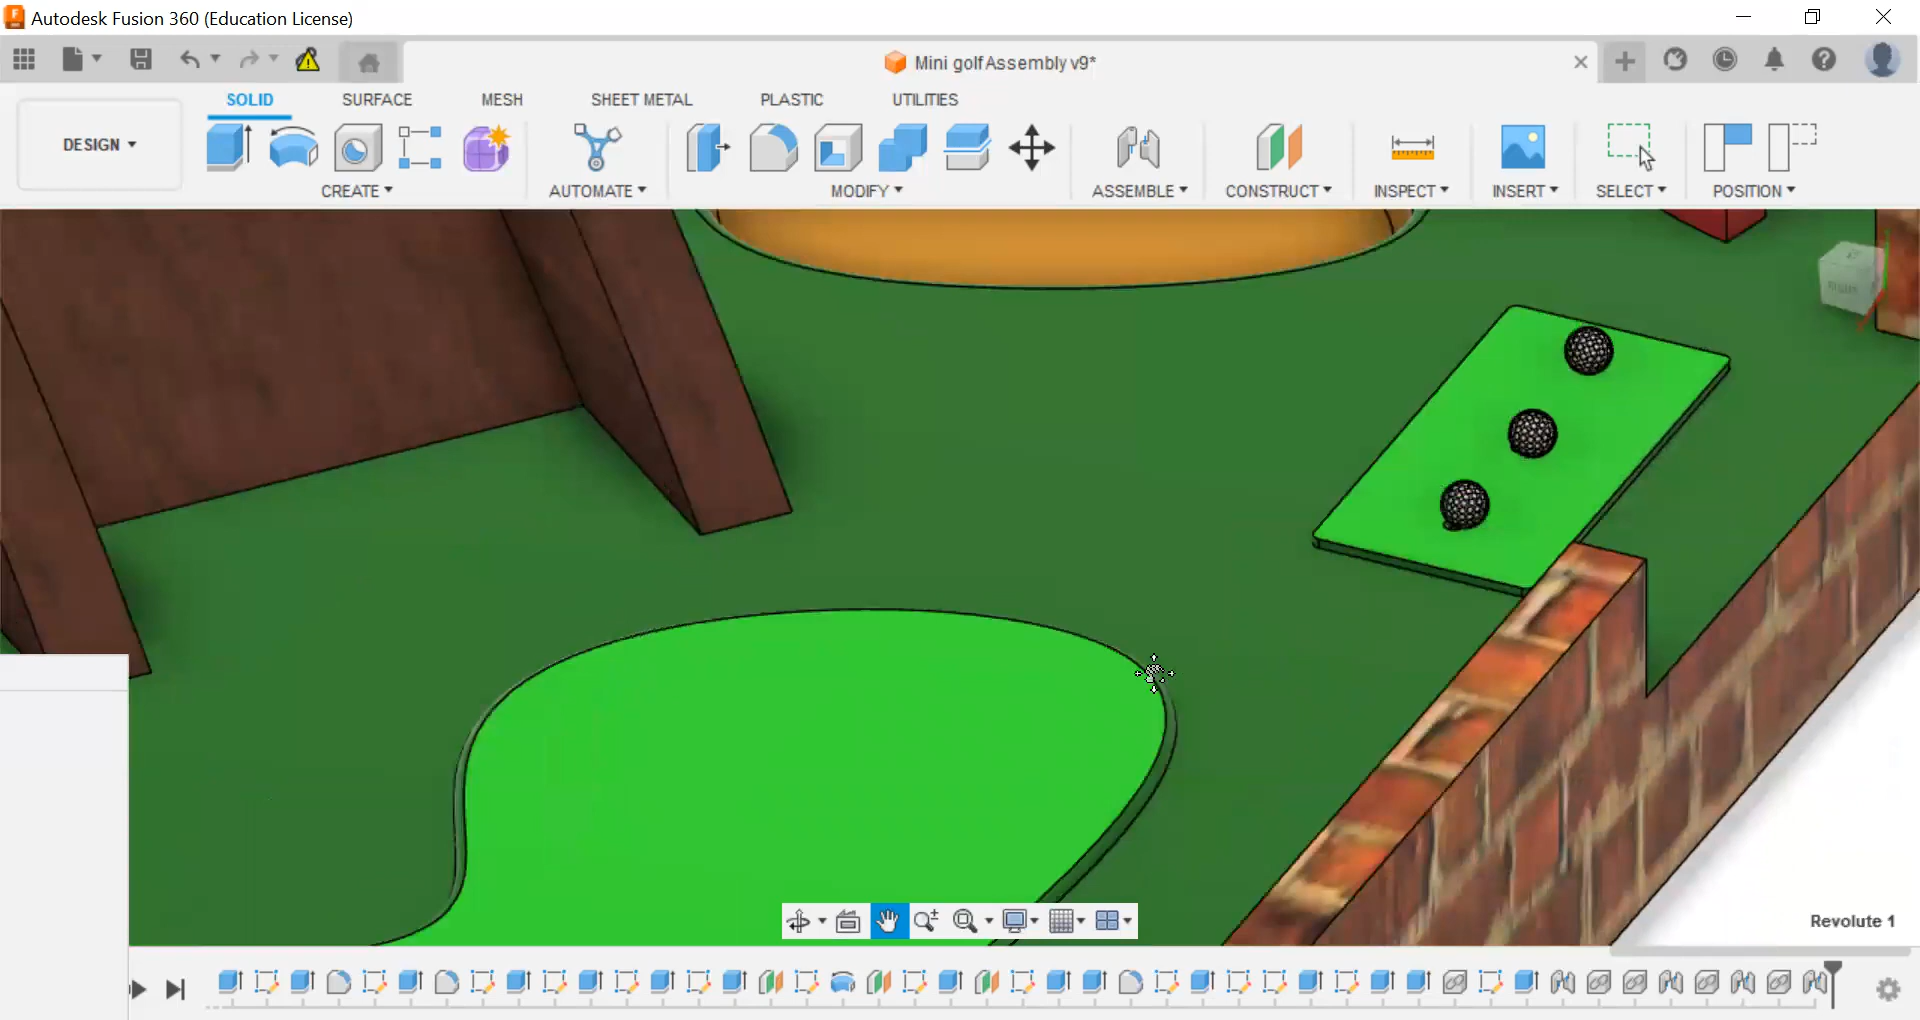 Autodesk Fusion 360 (Education License)
Mini golf Assembly v9*
SOLID
SURFACE
MESH
SHEET METAL
PLASTIC
UTILITIES
DESIGN
CREATE
AUTOMATE
MODIFY
ASSEMBLE
CONSTRUCT
INSPECT
INSERT
SELECT
POSITION
Revolute 1